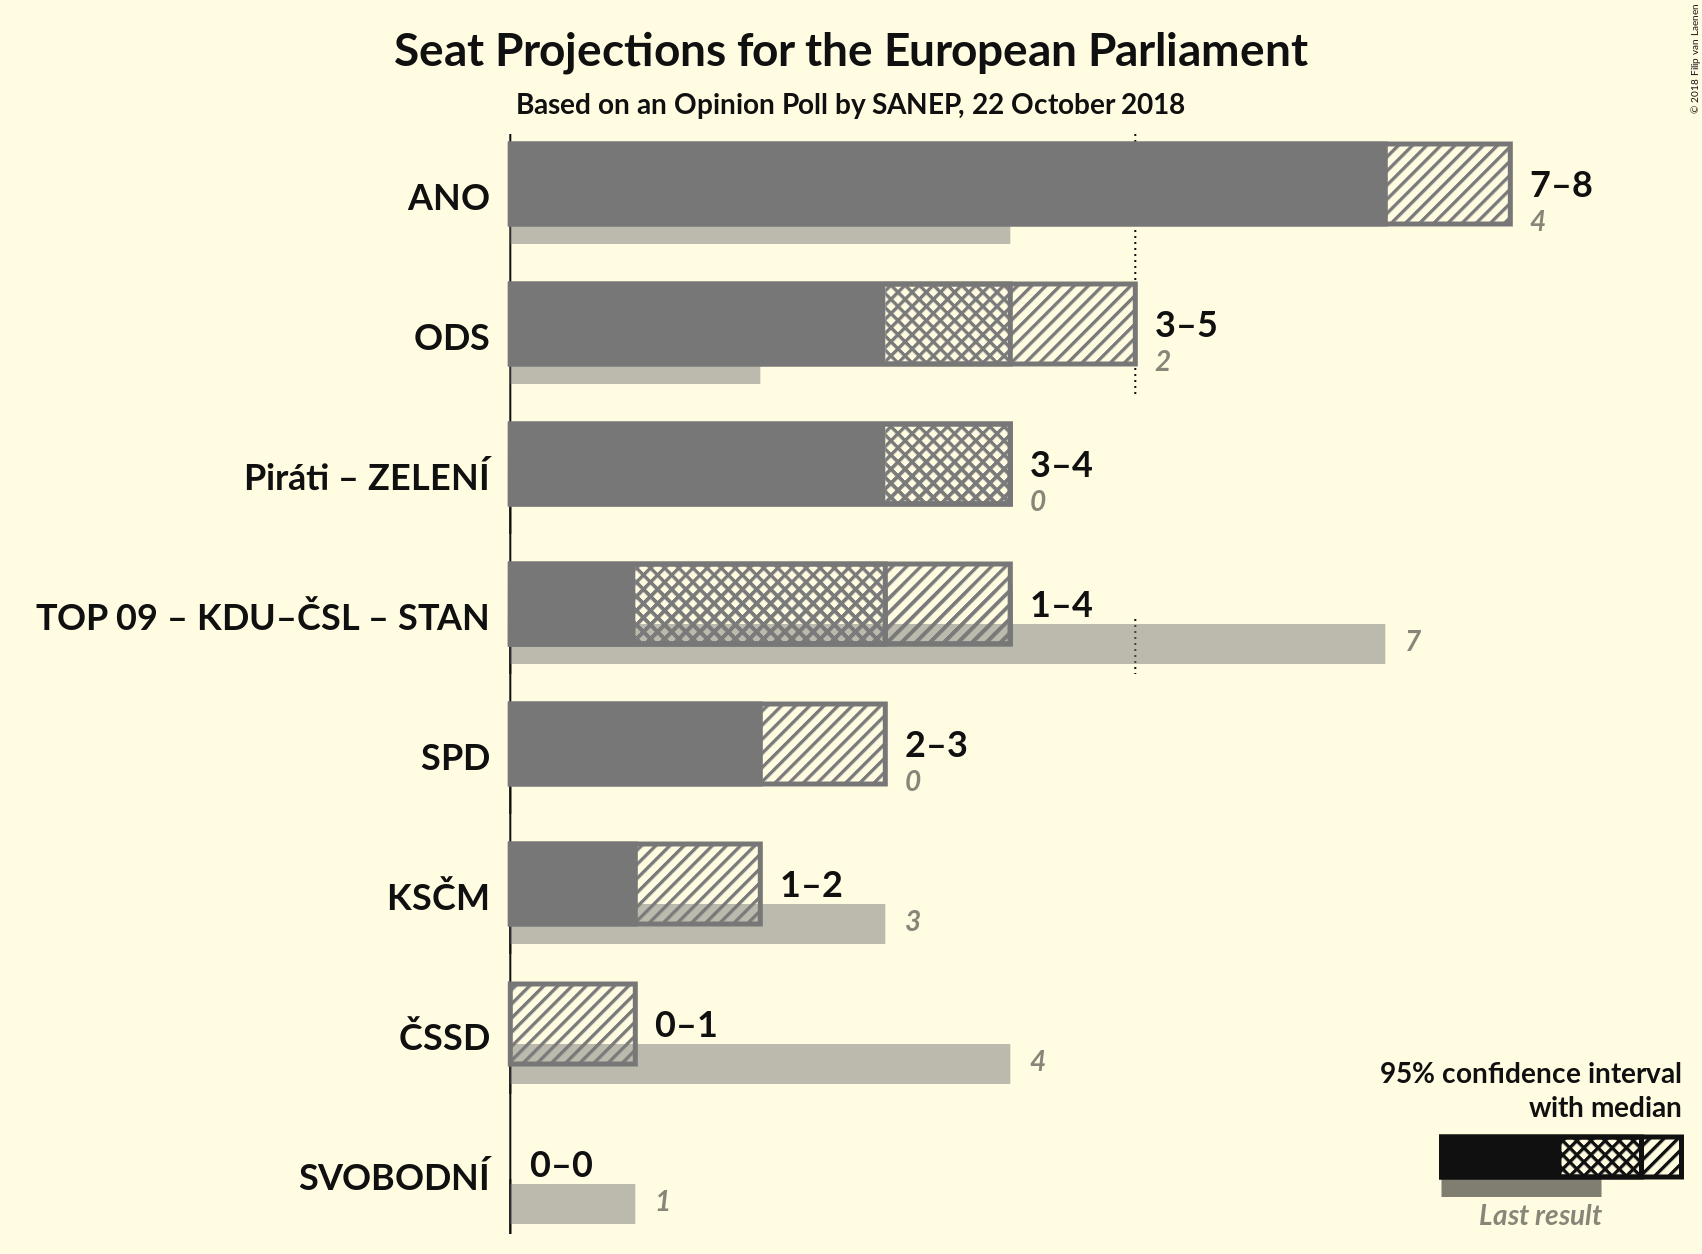 Seat Projections for the European Parliament
Based on an Opinion Poll by SANEP, 22 October 2018
© 2018 Filip van Laenen
ANO
7–8
4
ODS
3–5
2
Piráti – ZELENÍ
3–4
0
TOP 09 – KDU–ČSL – STAN
1–4
7
SPD
2–3
0
KSČM
1–2
3
ČSSD
0–1
4
SVOBODNÍ
0–0
1
95% confidence interval
with median
Last result